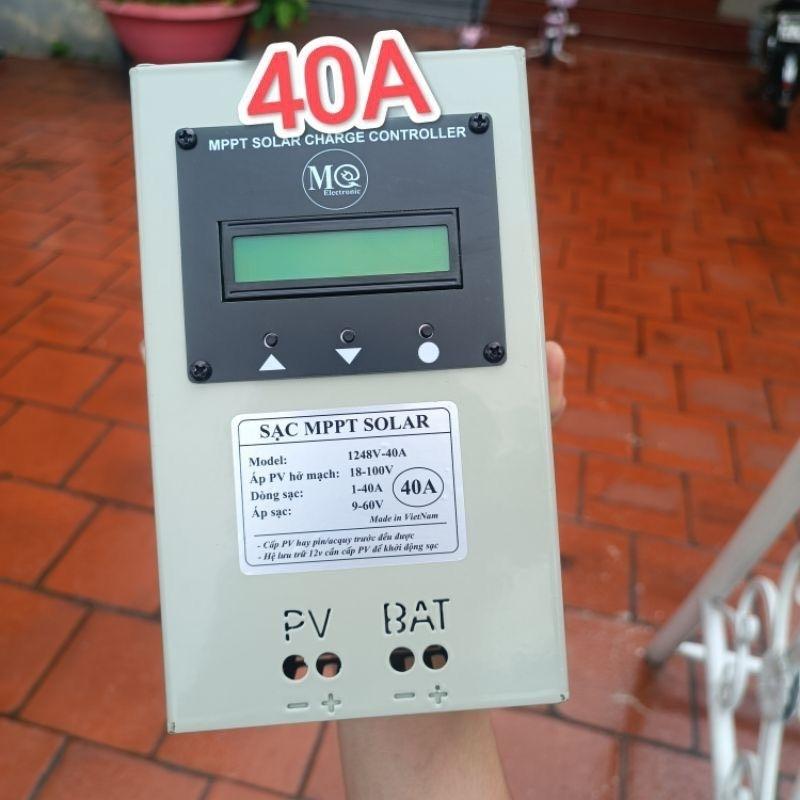 40A
MPPT SOLAR CHARGE CONTROLLER
MQ
Electronic
SẠC MPPT SOLAR
Model: 1248V-40A
Áp PV hở mạch: 18-100V
Dòng sạc: 1-40A
40A
Áp sạc: 9-60V
Made in VietNam
- Cấp PV hay pin/acquy trước đều được
- Hệ lưu trữ 12v cần cấp PV để khởi động sạc
PV BAT
- + - +